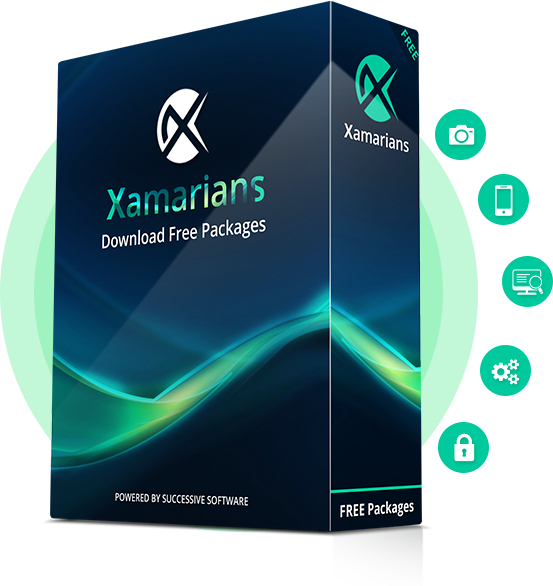 Xamarians
Download Free Packages
POWERED BY SUCCESSIVE SOFTWARE
FREE
Xamarians
FREE Packages